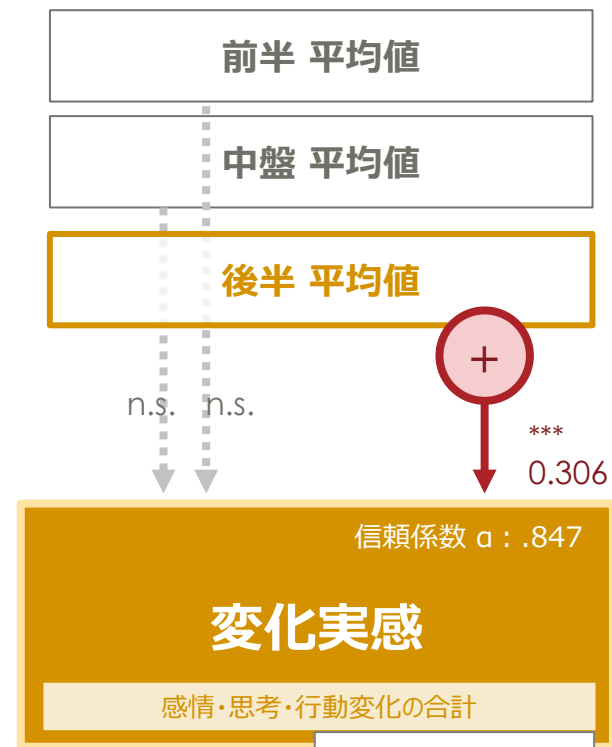 前半 平均値
中盤 平均値
後半 平均値
+
n.s. n.s.
***
0.306
信頼係数 α : .847
変化実感
感情・思考・行動変化の合計